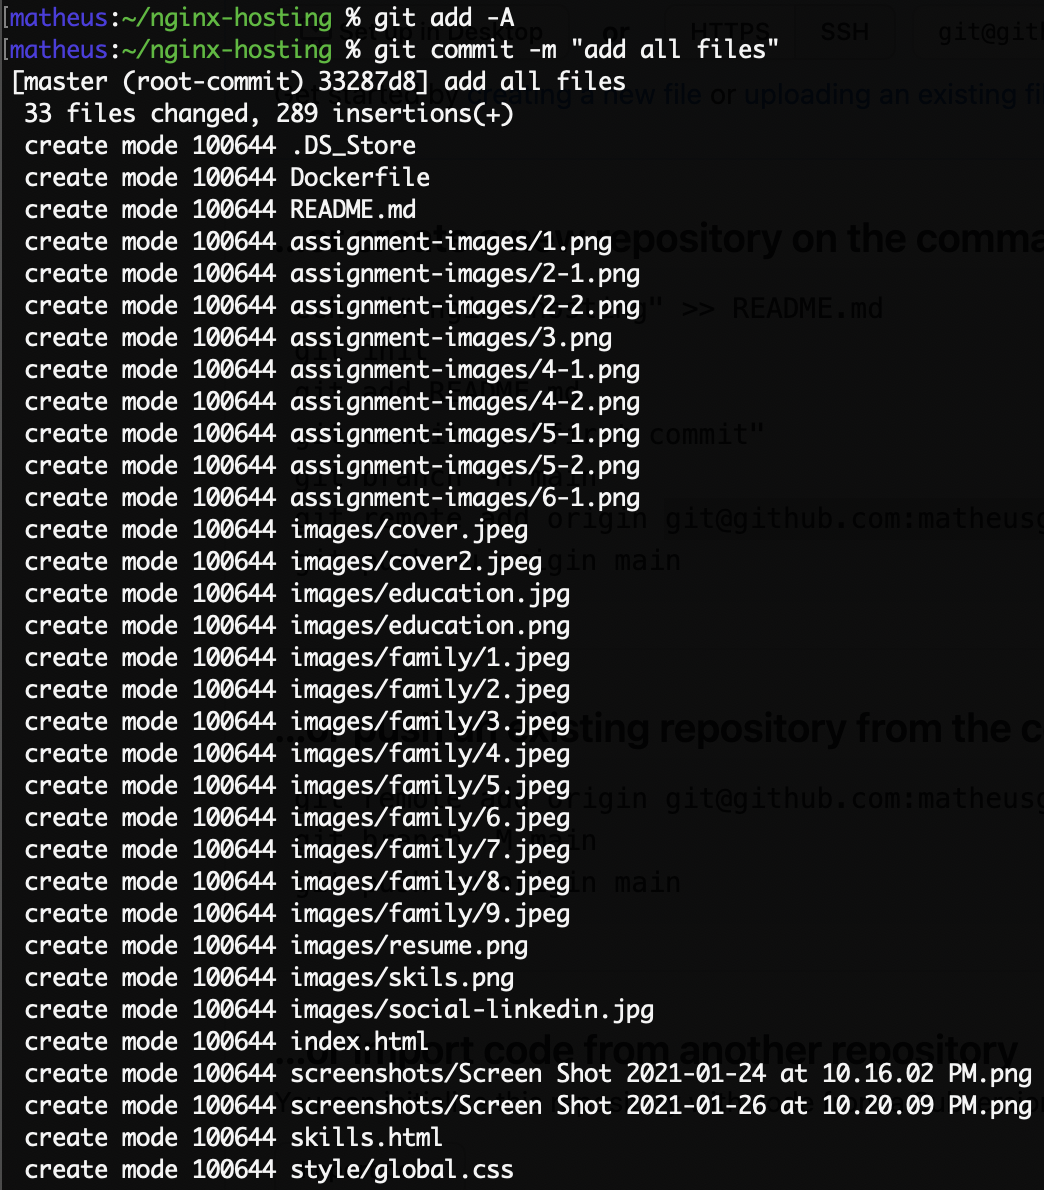 matheus:~/nginx-hosting % git add -A
matheus:~/nginx-hosting % git commit -m "add all files"
[master (root-commit) 33287d8] add all files
33 files changed, 289 insertions(+)
create mode 100644 .DS_Store
create mode 100644 Dockerfile
create mode 100644 README.md
create mode 100644 assignment-images/1.png
create mode 100644 assignment-images/2-1.png
create mode 100644 assignment-images/2-2.png
create mode 100644 assignment-images/3.png
create mode 100644 assignment-images/4-1.png
create mode 100644 assignment-images/4-2.png
create mode 100644 assignment-images/5-1.png
create mode 100644 assignment-images/5-2.png
create mode 100644 assignment-images/6-1.png
create mode 100644 images/cover.jpeg
create mode 100644 images/cover2.jpeg
create mode 100644 images/education.jpg
create mode 100644 images/education.png
create mode 100644 images/family/1.jpeg
create mode 100644 images/family/2.jpeg
create mode 100644 images/family/3.jpeg
create mode 100644 images/family/4.jpeg
create mode 100644 images/family/5.jpeg
create mode 100644 images/family/6.jpeg
create mode 100644 images/family/7.jpeg
create mode 100644 images/family/8.jpeg
create mode 100644 images/family/9.jpeg
create mode 100644 images/resume.png
create mode 100644 images/skils.png
create mode 100644 images/social-linkedin.jpg
create mode 100644 index.html
create mode 100644 screenshots/Screen Shot 2021-01-24 at 10.16.02 PM.png
create mode 100644 screenshots/Screen Shot 2021-01-26 at 10.20.09 PM.png
create mode 100644 skills.html
create mode 100644 style/global.css